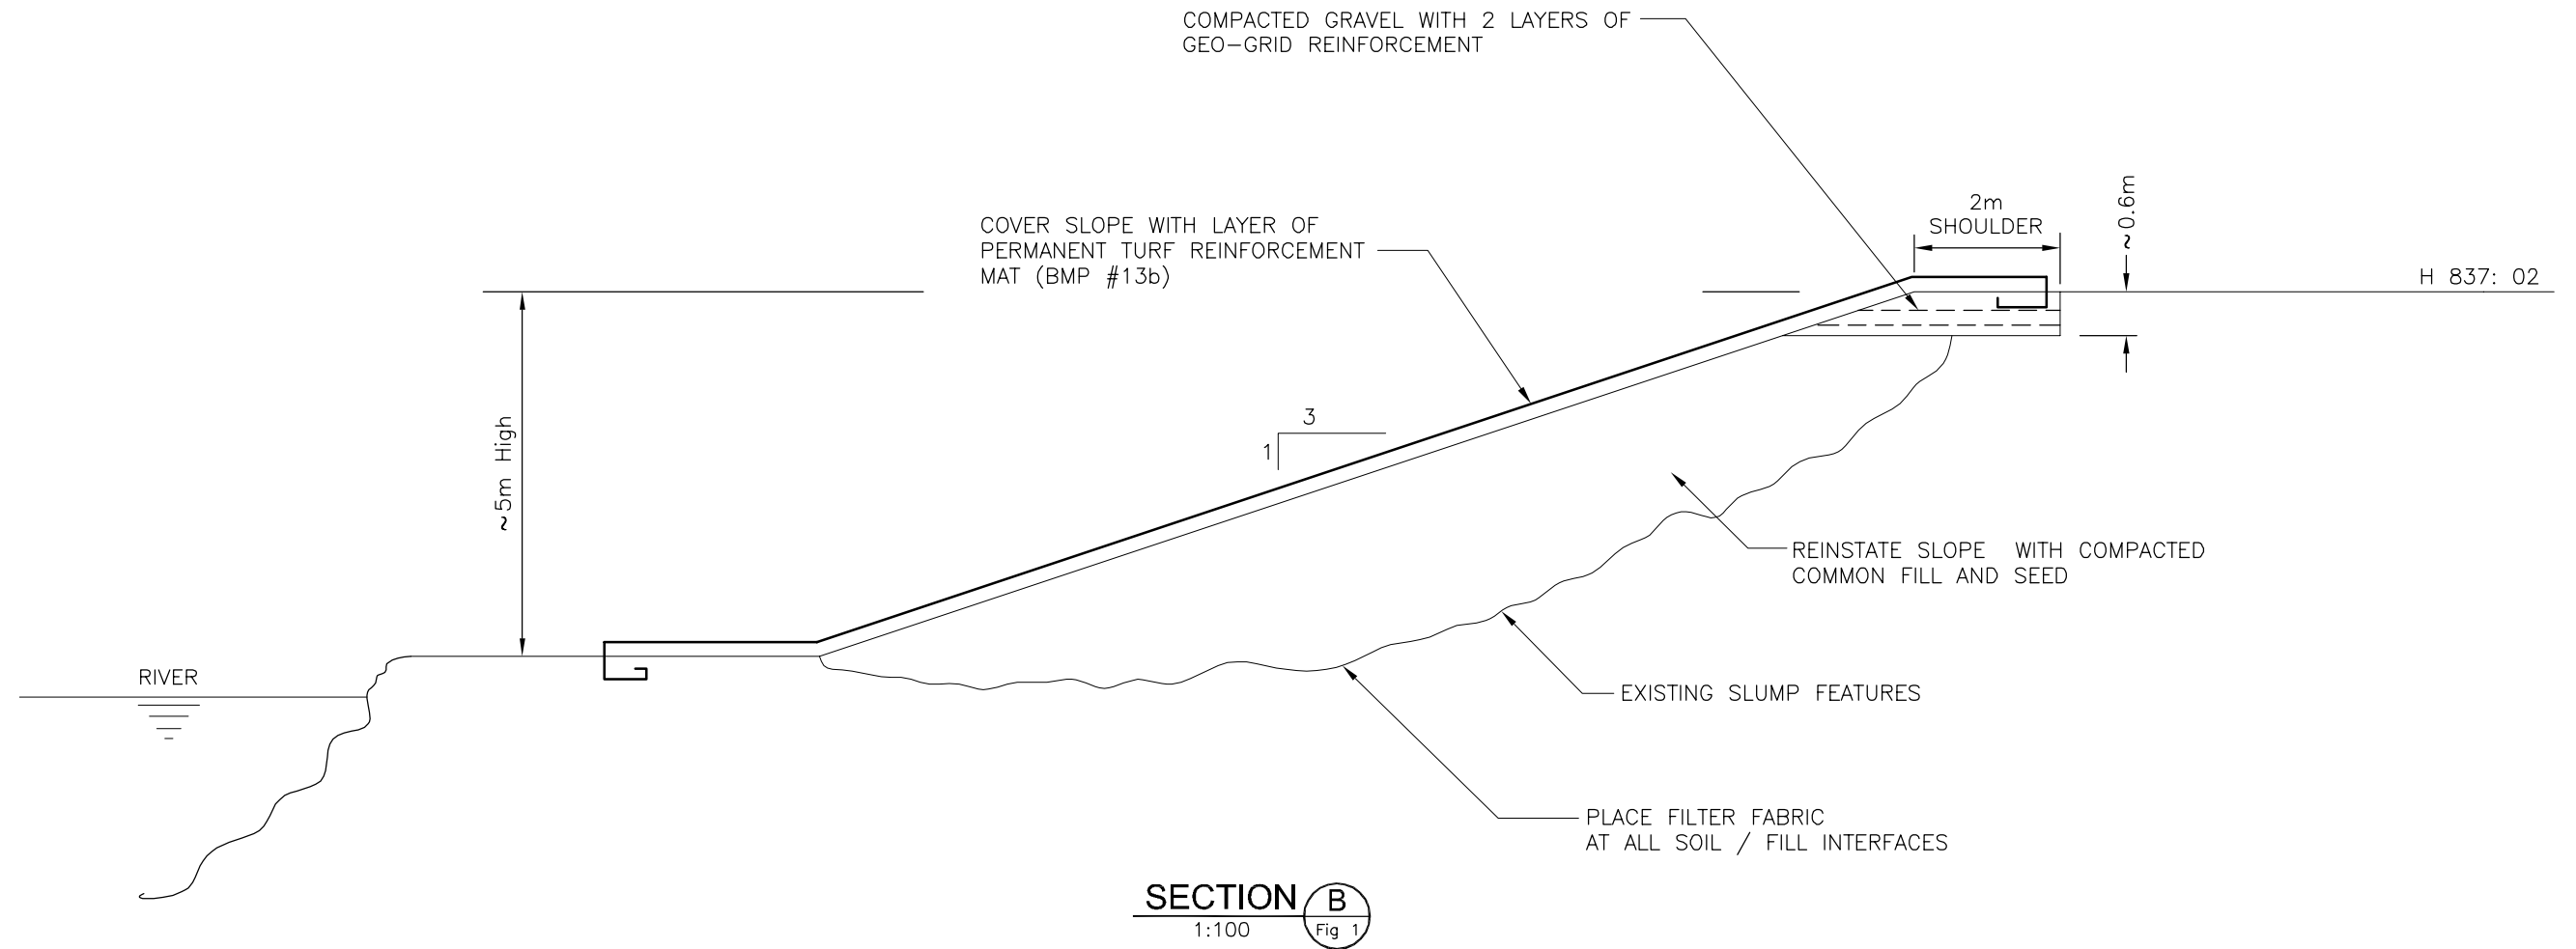 COMPACTED GRAVEL WITH 2 LAYERS OF
GEO-GRID REINFORCEMENT
COVER SLOPE WITH LAYER OF
PERMANENT TURF REINFORCEMENT
MAT (BMP #13b)
2m
SHOULDER
~0.6m
H 837: 02
~5m High
3
1
REINSTATE SLOPE WITH COMPACTED
COMMON FILL AND SEED
RIVER
EXISTING SLUMP FEATURES
PLACE FILTER FABRIC
AT ALL SOIL / FILL INTERFACES
SECTION B
1:100 Fig 1